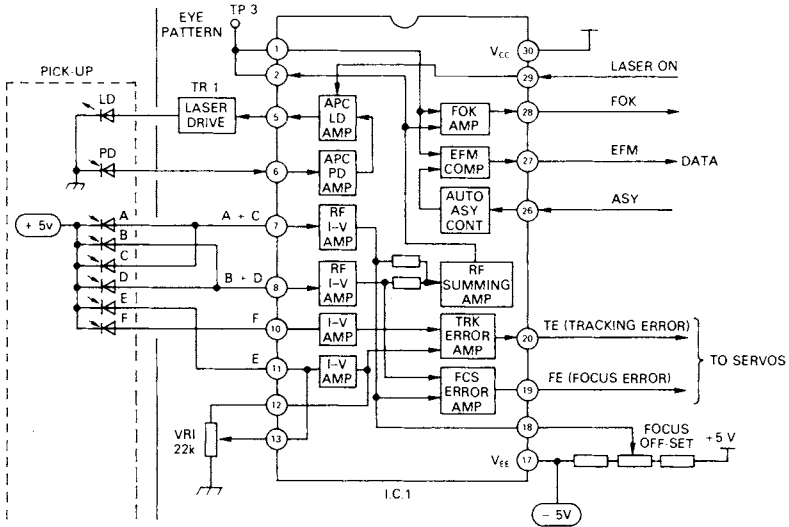 EYE
PATTERN
TP 3
PICK-UP
LD
PD
TR 1
LASER
DRIVE
+ 5v
A
B
C
D
E
F
A + C
B + D
F
E
VRI
22k
1
2
5
6
7
8
10
11
12
13
APC
LD
AMP
APC
PD
AMP
RF
I-V
AMP
RF
I-V
AMP
I-V
AMP
I-V
AMP
FOK
AMP
EFM
COMP
AUTO
ASY
CONT
RF
SUMMING
AMP
TRK
ERROR
AMP
FCS
ERROR
AMP
VCC
30
29
28
27
26
20
19
18
17
VEE
LASER ON
FOK
EFM
DATA
ASY
TE (TRACKING ERROR)
TO SERVOS
FE (FOCUS ERROR)
FOCUS
OFF-SET
+5 V
- 5V
I.C.1